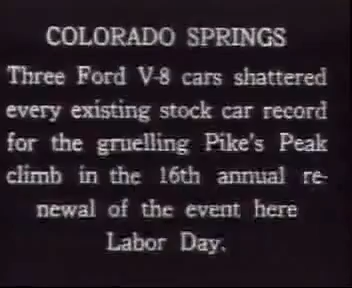 COLORADO SPRINGS
Three Ford V-8 cars shattered
every existing stock car record
for the gruelling Pike's Peak
climb in the 16th annual re-
newal of the event here
Labor Day.